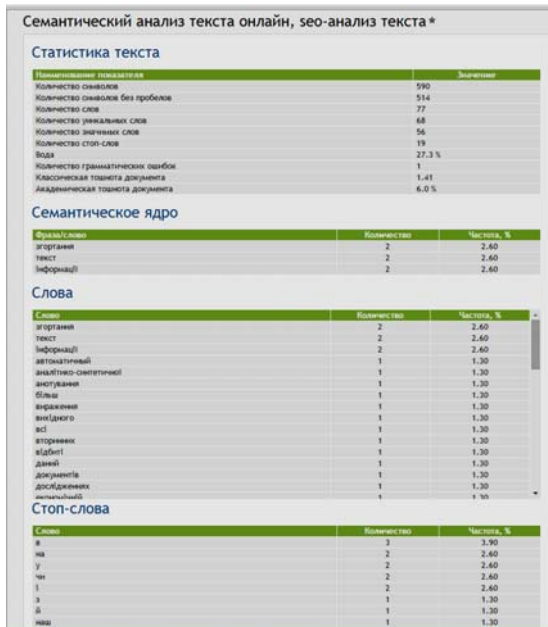 Семантический анализ текста онлайн, seo-анализ текста*
Статистика текста
Наименование показателя Значение
Количество символов 590
Количество символов без пробелов 514
Количество слов 77
Количество уникальных слов 68
Количество значимых слов 56
Количество стоп-слов 19
Вода 27.3 %
Количество грамматических ошибок 1
Классическая тошнота документа 1.41
Академическая тошнота документа 6.0 %
Семантическое ядро
Фраза/слово Количество Частота, %
згортання 2 2.60
текст 2 2.60
інформації 2 2.60
Слова
Слово Количество Частота, %
згортання 2 2.60
текст 2 2.60
інформації 2 2.60
автоматичний 1 1.30
аналітико-синтетичної 1 1.30
анотування 1 1.30
більш 1 1.30
вираження 1 1.30
вихідного 1 1.30
всі 1 1.30
вторинних 1 1.30
відбиті 1 1.30
даний 1 1.30
документів 1 1.30
дослідженнях 1 1.30
економічній 1 1.30
Стоп-слова
Слово Количество Частота, %
в 3 3.90
на 2 2.60
у 2 2.60
чи 2 2.60
і 2 2.60
з 1 1.30
й 1 1.30
наш 1 1.30